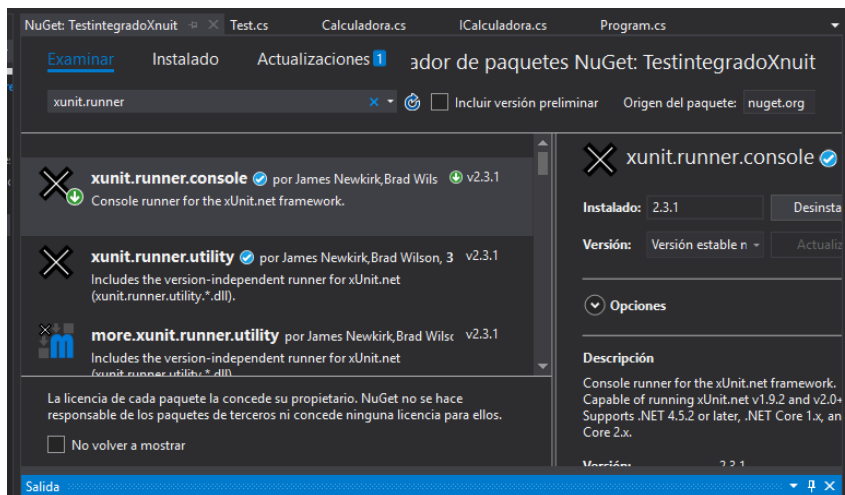 NuGet: TestintegradoXnuit Test.cs Calculadora.cs ICalculadora.cs Program.cs
Examinar Instalado Actualizaciones 1 ador de paquetes NuGet: TestintegradoXnuit
xunit.runner Incluir versión preliminar Origen del paquete: nuget.org
xunit.runner.console por James Newkirk,Brad Wils v2.3.1
Console runner for the xUnit.net framework.
xunit.runner.utility por James Newkirk,Brad Wilson, 3 v2.3.1
Includes the version-independent runner for xUnit.net
(xunit.runner.utility.*.dll).
more.xunit.runner.utility por James Newkirk,Brad Wilsc v2.3.1
Includes the version-independent runner for xUnit.net
(xunit.runner.utility.*.dll)
La licencia de cada paquete la concede su propietario. NuGet no se hace
responsable de los paquetes de terceros ni concede ninguna licencia para ellos.
No volver a mostrar
xunit.runner.console
Instalado: 2.3.1 Desinsta
Versión: Versión estable n Actualiz
Opciones
Descripción
Console runner for the xUnit.net framework.
Capable of running xUnit.net v1.9.2 and v2.0+
Supports .NET 4.5.2 or later, .NET Core 1.x, an
Core 2.x.
Versión: 2.3.1
Salida